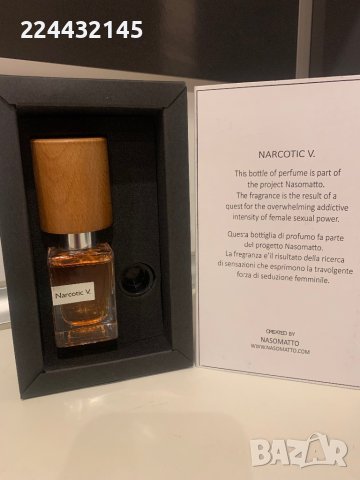 224432145
NARCOTIC V.
This bottle of perfume is part of
the project Nasomatto.
The fragrance is the result of a
quest for the overwhelming addictive
intensity of female sexual power.
Questa bottiglia di profumo fa parte
del progetto Nasomatto.
La fregranza e'il risultato della ricerca
di sensazioni che esprimono la travolgente
forza di seduzione femminile.
CREATED BY
NASOMATTO
WWW.NASOMATTO.COM
Narcotic V.
BAZAR